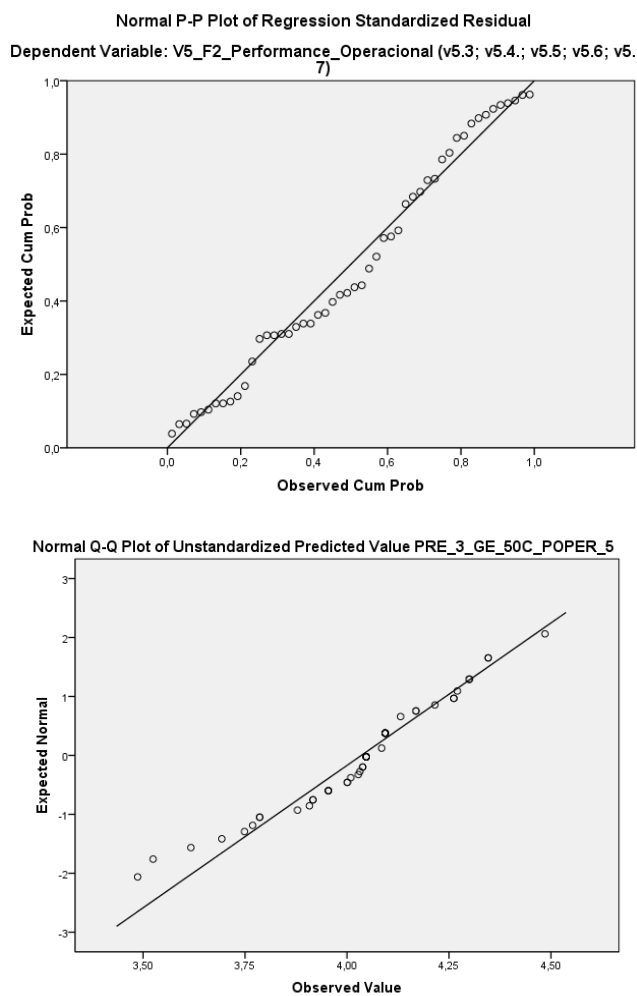 Normal P-P Plot of Regression Standardized Residual
Dependent Variable: V5_F2_Performance_Operacional (v5.3; v5.4.; v5.5; v5.6; v5.
7)
1,0
0,8
0,6
0,4
0,2
0,0
Expected Cum Prob
0,0 0,2 0,4 0,6 0,8 1,0
Observed Cum Prob
Normal Q-Q Plot of Unstandardized Predicted Value PRE_3_GE_50C_POPER_5
3
2
1
0
-1
-2
-3
Expected Normal
3,50 3,75 4,00 4,25 4,50
Observed Value